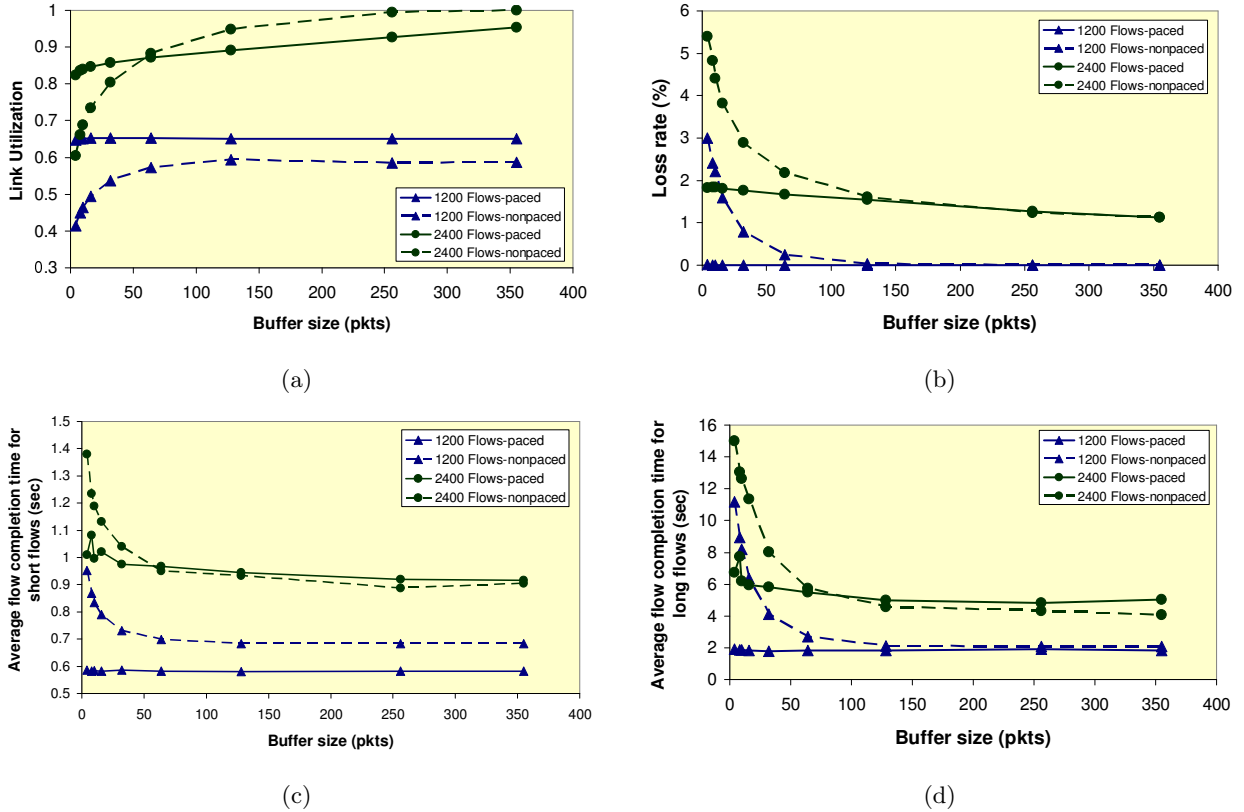 1
0.9
0.8
0.7
0.6
0.5
0.4
0.3
0 50 100 150 200 250 300 350 400
Link Utilization
Buffer size (pkts)
1200 Flows-paced
1200 Flows-nonpaced
2400 Flows-paced
2400 Flows-nonpaced
(a)
6
5
4
3
2
1
0
0 50 100 150 200 250 300 350 400
Loss rate (%)
Buffer size (pkts)
1200 Flows-paced
1200 Flows-nonpaced
2400 Flows-paced
2400 Flows-nonpaced
(b)
1.5
1.4
1.3
1.2
1.1
1
0.9
0.8
0.7
0.6
0.5
0 50 100 150 200 250 300 350 400
Average flow completion time for
short flows (sec)
Buffer size (pkts)
1200 Flows-paced
1200 Flows-nonpaced
2400 Flows-paced
2400 Flows-nonpaced
(c)
16
14
12
10
8
6
4
2
0
0 50 100 150 200 250 300 350 400
Average flow completion time for
long flows (sec)
Buffer size (pkts)
1200 Flows-paced
1200 Flows-nonpaced
2400 Flows-paced
2400 Flows-nonpaced
(d)